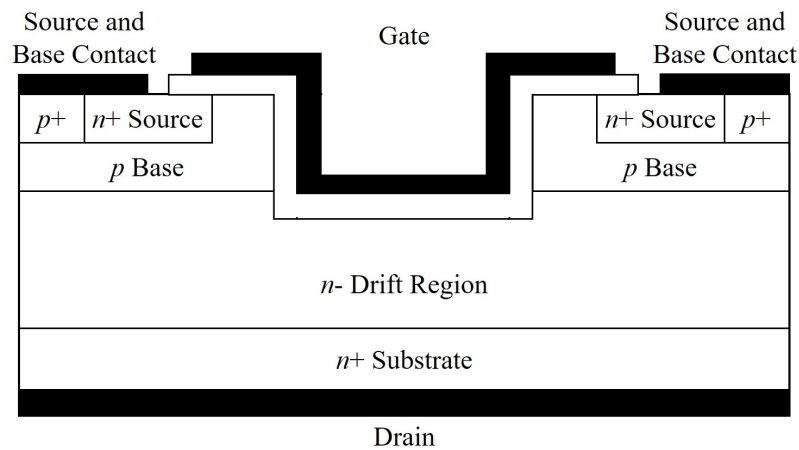 Source and
Base Contact
Gate
Source and
Base Contact
p+
n+ Source
n+ Source
p+
p Base
p Base
n- Drift Region
n+ Substrate
Drain